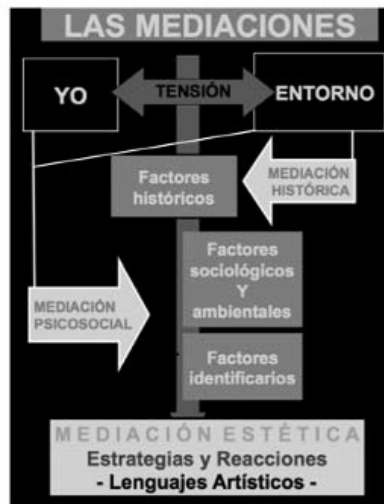 LAS MEDIACIONES
YO
TENSIÓN
ENTORNO
Factores
históricos
MEDIACIÓN
HISTÓRICA
Factores
sociológicos
Y
ambientales
MEDIACIÓN
PSICOSOCIAL
Factores
identificarios
MEDIACIÓN ESTÉTICA
Estrategias y Reacciones
- Lenguajes Artísticos -